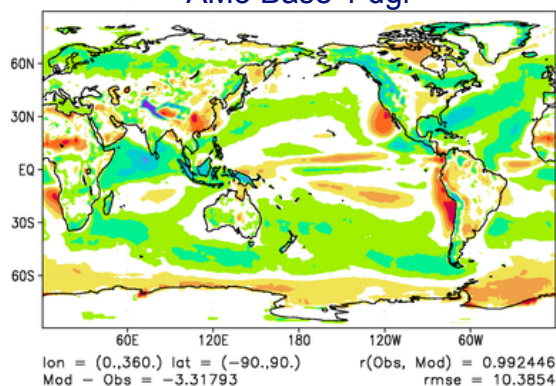 60N
30N
EQ
30S
60S
60E 120E 180 120W 60W
lon = (0.,360.) lat = (-90.,90.) r(Obs, Mod) = 0.992446
Mod - Obs = -3.31793 rmse = 10.3854